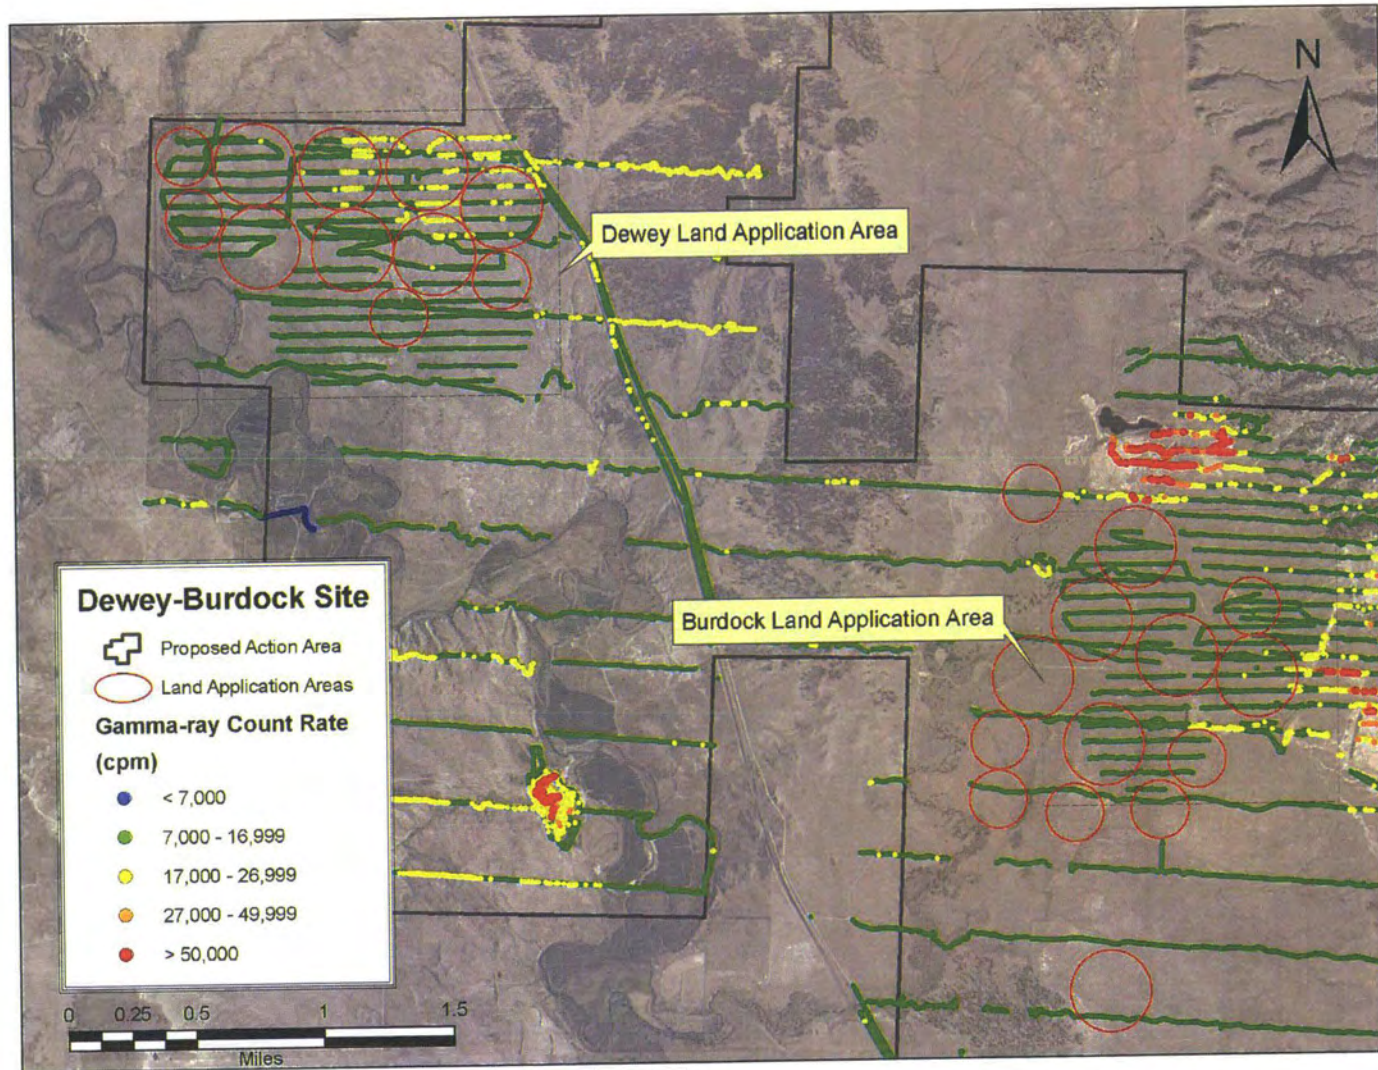 N
Dewey Land Application Area
Burdock Land Application Area
Dewey-Burdock Site
Proposed Action Area
Land Application Areas
Gamma-ray Count Rate
(cpm)
< 7,000
7,000 - 16,999
17,000 - 26,999
27,000 - 49,999
> 50,000
0 0.25 0.5 1 1.5
Miles